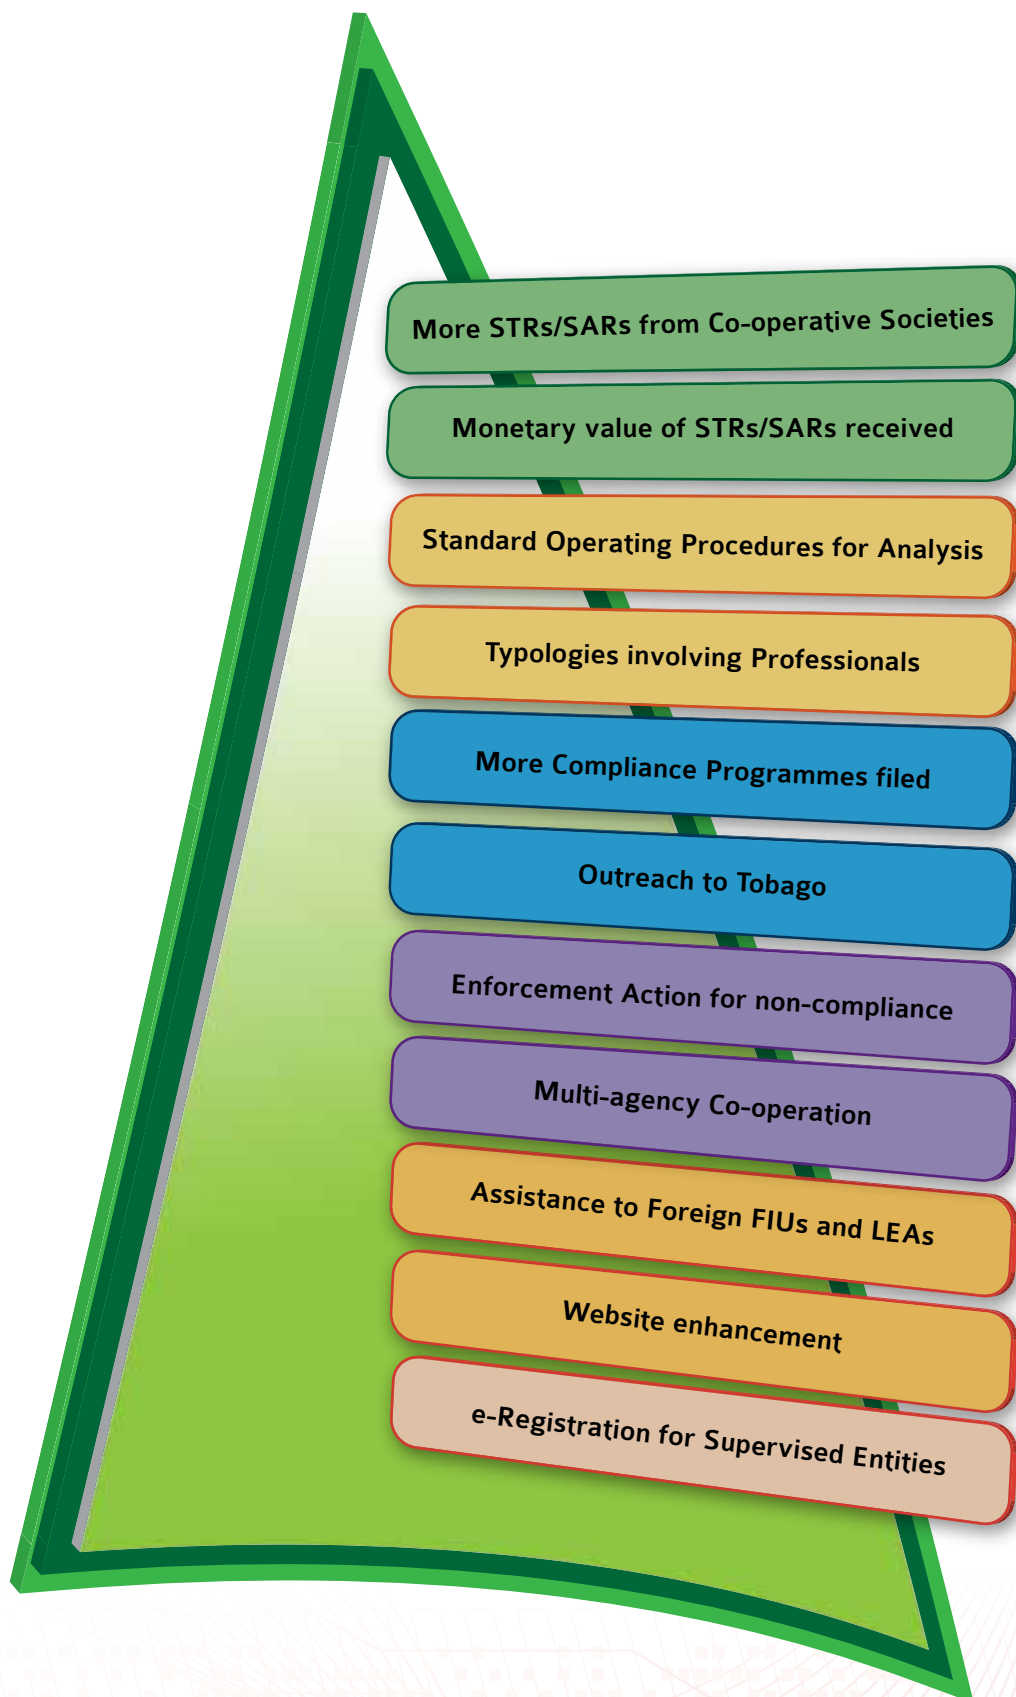 More STRs/SARs from Co-operative Societies
Monetary value of STRs/SARs received
Standard Operating Procedures for Analysis
Typologies involving Professionals
More Compliance Programmes filed
Outreach to Tobago
Enforcement Action for non-compliance
Multi-agency Co-operation
Assistance to Foreign FIUs and LEAs
Website enhancement
e-Registration for Supervised Entities